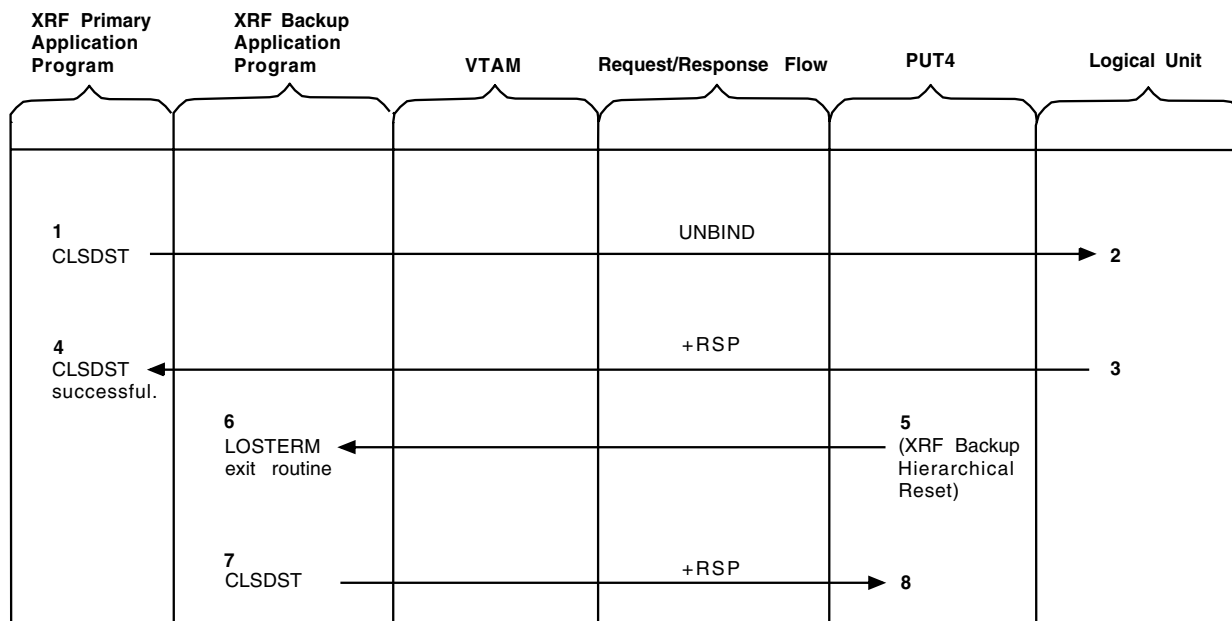 XRF Primary
Application
Program
XRF Backup
Application
Program
VTAM
Request/Response Flow
PUT4
Logical Unit
1
CLSDST
UNBIND
2
4
CLSDST
successful.
+RSP
3
6
LOSTERM
exit routine
5
(XRF Backup
Hierarchical
Reset)
7
CLSDST
+RSP
8